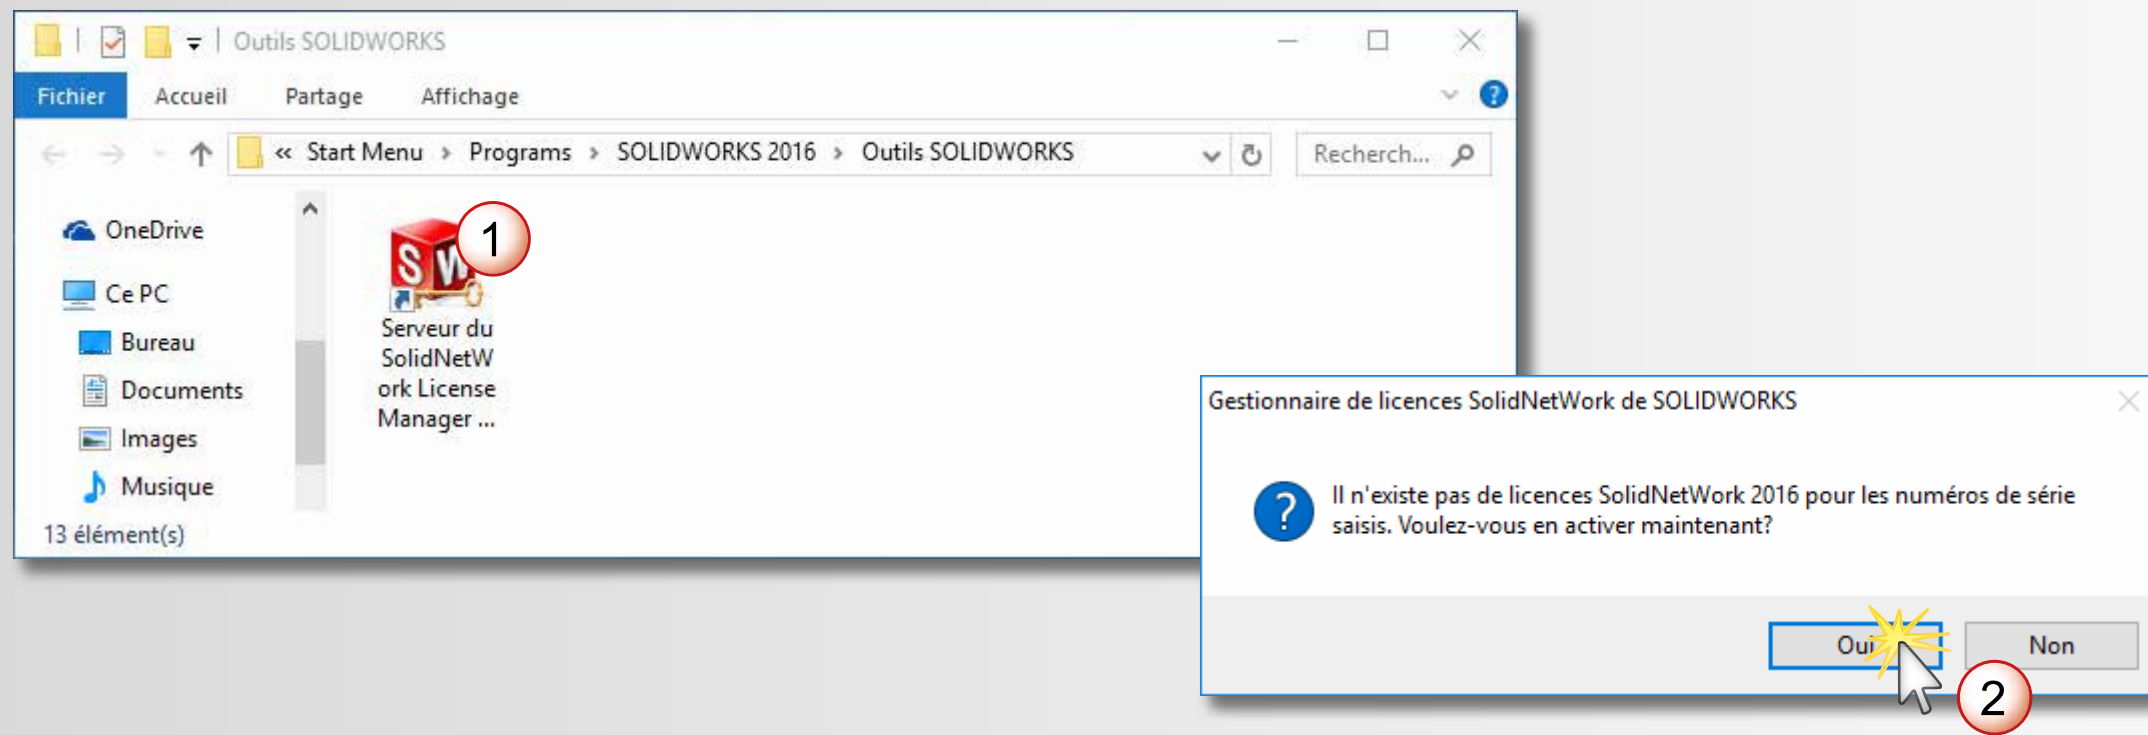 Outils SOLIDWORKS
Fichier Accueil Partage Affichage ?
« Start Menu > Programs > SOLIDWORKS 2016 > Outils SOLIDWORKS
Recherch...
OneDrive
Ce PC
Bureau
Documents
Images
Musique
13 élément(s)
SW
1
Serveur du
SolidNetW
ork License
Manager ...
Gestionnaire de licences SolidNetWork de SOLIDWORKS
?
Il n'existe pas de licences SolidNetWork 2016 pour les numéros de série
saisis. Voulez-vous en activer maintenant?
Oui
Non
2